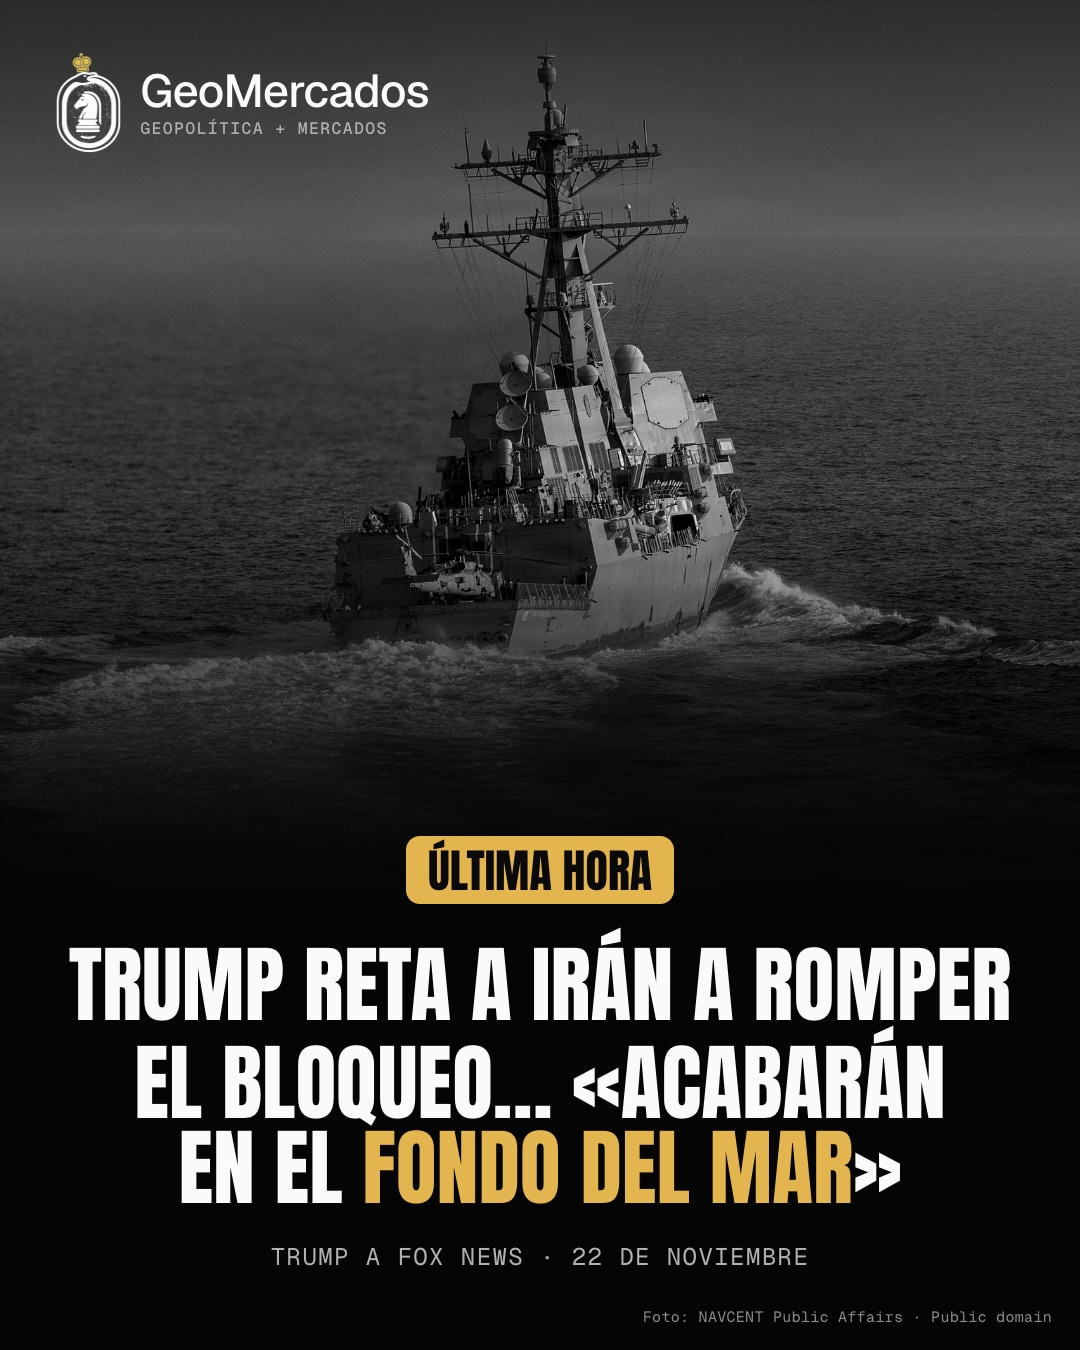 GeoMercados
GEOPOLÍTICA + MERCADOS
ÚLTIMA HORA
TRUMP RETA A IRÁN A ROMPER
EL BLOQUEO... «ACABARÁN
EN EL FONDO DEL MAR»
TRUMP A FOX NEWS · 22 DE NOVIEMBRE
Foto: NAVCENT Public Affairs · Public domain